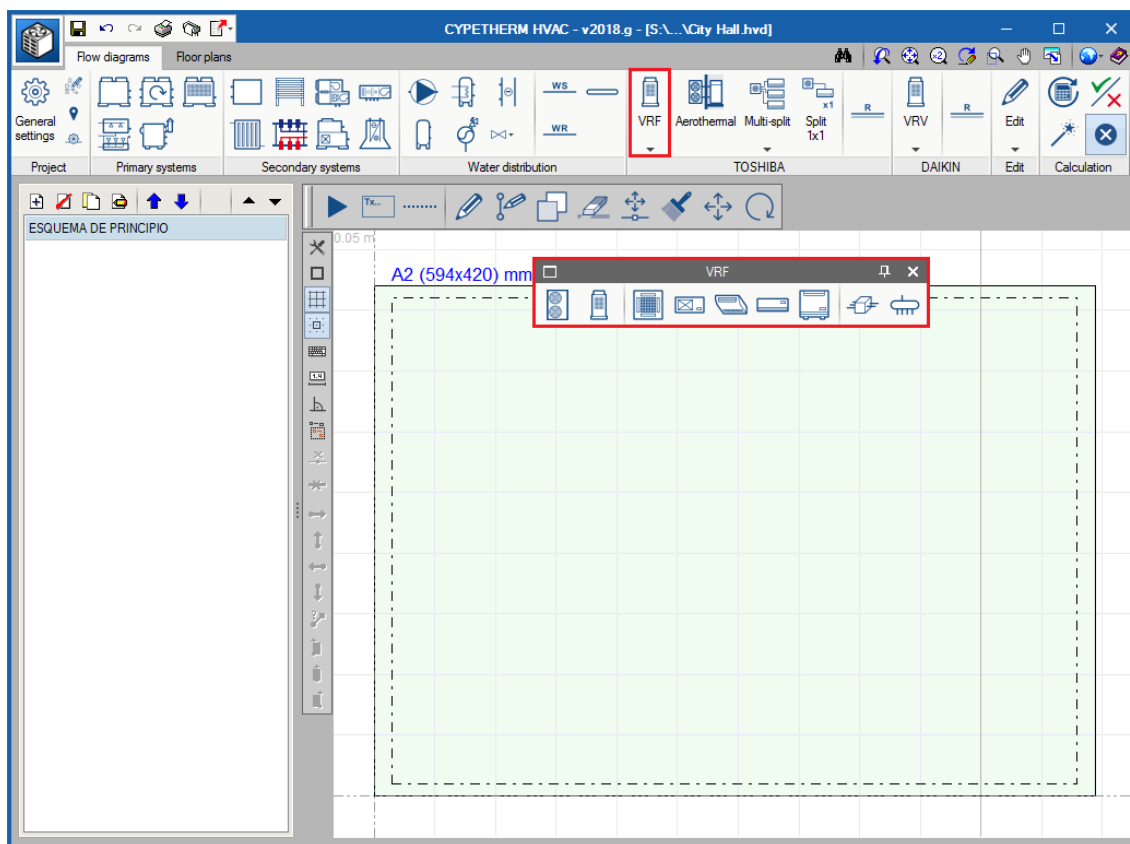 CYPETHERM HVAC - v2018.g - [S:\...\City Hall.hvd]
Flow diagrams Floor plans
General settings
WS
WR
VRF
Aerothermal
Multi-split
x1
Split 1x1
R
VRV
R
Edit
Project Primary systems Secondary systems Water distribution TOSHIBA DAIKIN Edit Calculation
Tx...
ESQUEMA DE PRINCIPIO
0.05 m
A2 (594x420) mm
VRF